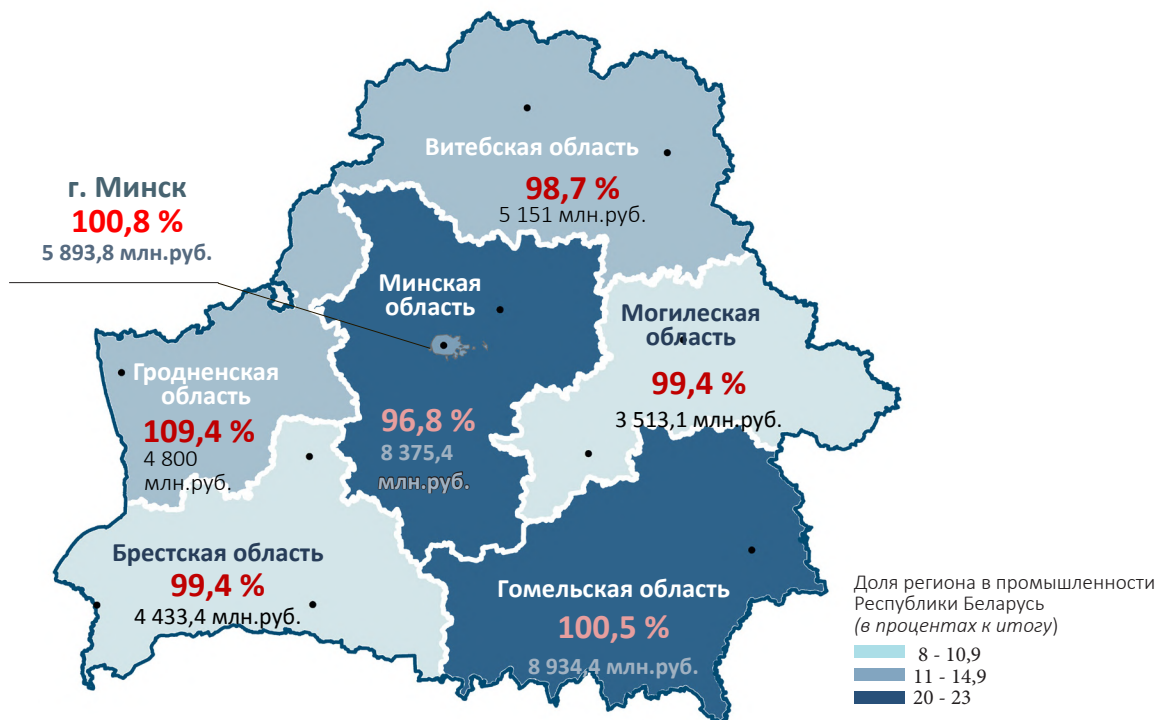 Витебская область
98,7 %
5 151 млн.руб.
г. Минск
100,8 %
5 893,8 млн.руб.
Минская
область
96,8 %
8 375,4
млн.руб.
Могилеская
область
99,4 %
3 513,1 млн.руб.
Гродненская
область
109,4 %
4 800
млн.руб.
Брестская область
99,4 %
4 433,4 млн.руб.
Гомельская область
100,5 %
8 934,4 млн.руб.
Доля региона в промышленности
Республики Беларусь
(в процентах к итогу)
8 - 10,9
11 - 14,9
20 - 23